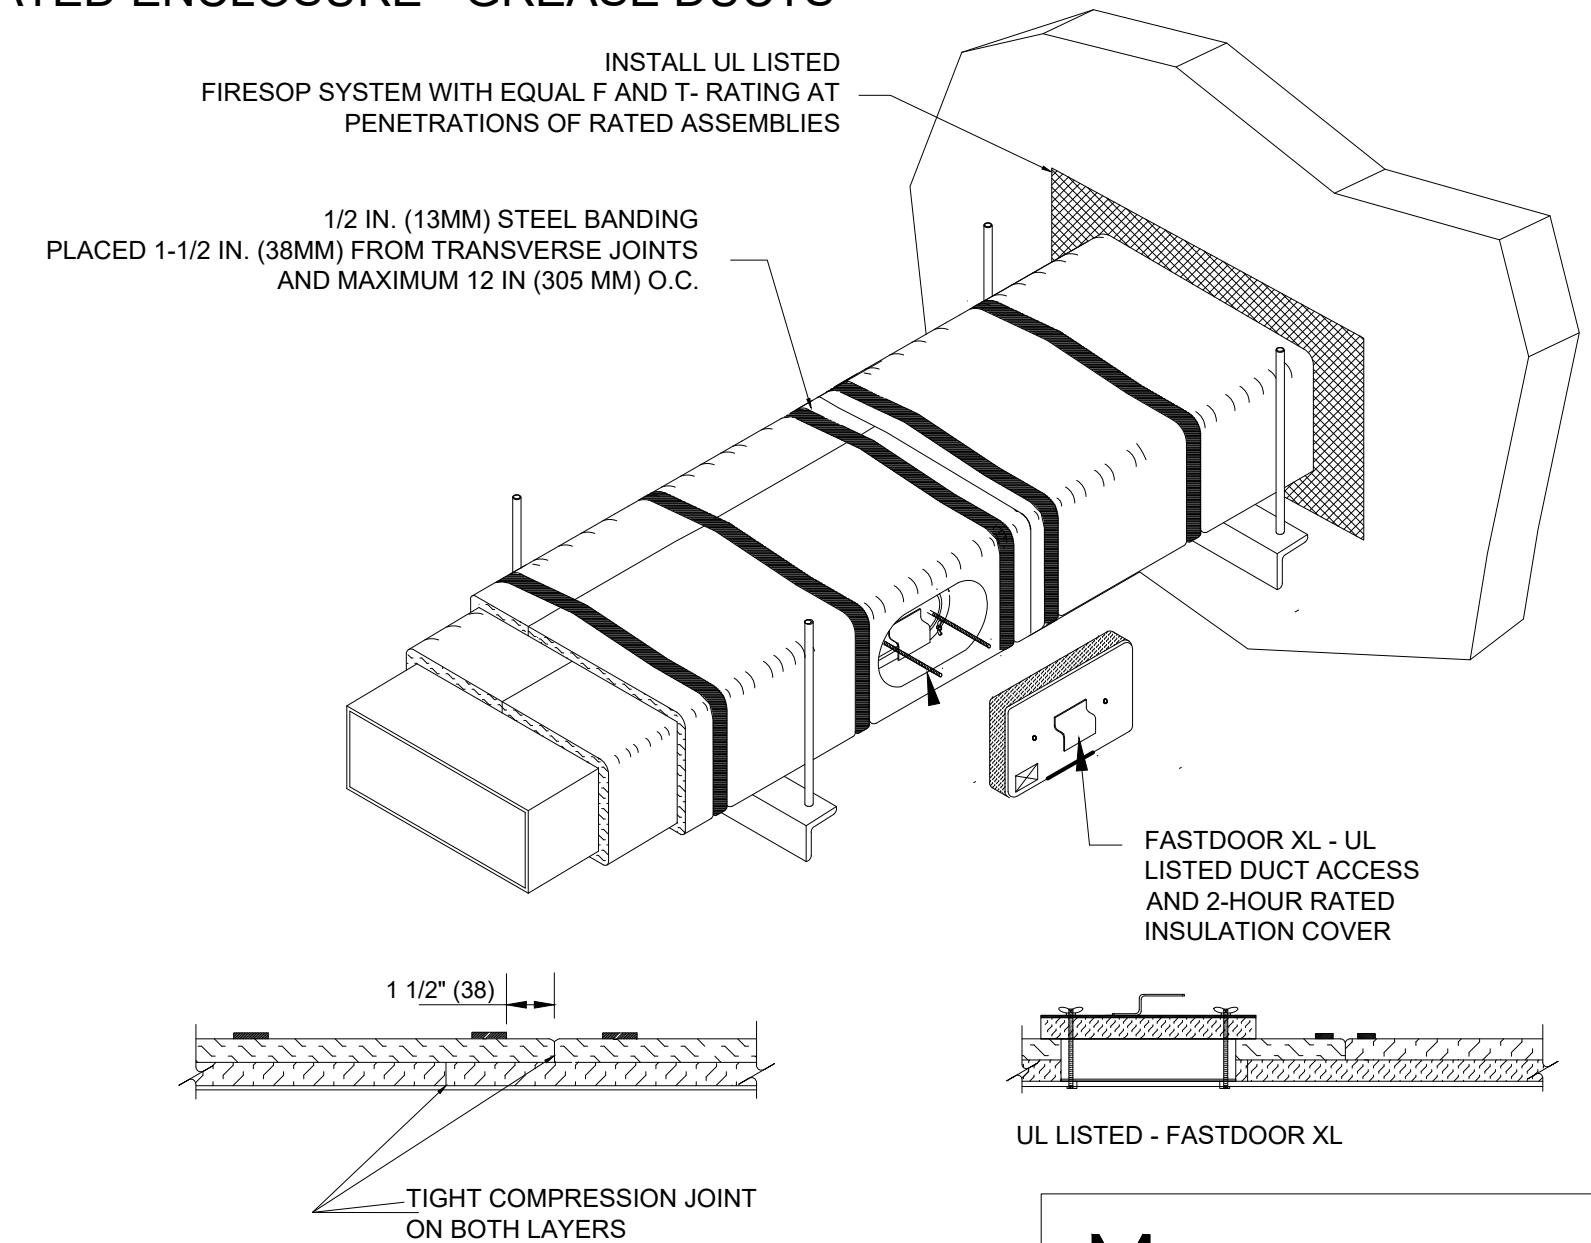 ATED ENCLOSURE - GREASE DUCTS
INSTALL UL LISTED
FIRESOP SYSTEM WITH EQUAL F AND T- RATING AT
PENETRATIONS OF RATED ASSEMBLIES
1/2 IN. (13MM) STEEL BANDING
PLACED 1-1/2 IN. (38MM) FROM TRANSVERSE JOINTS
AND MAXIMUM 12 IN (305 MM) O.C.
FASTDOOR XL - UL
LISTED DUCT ACCESS
AND 2-HOUR RATED
INSULATION COVER
1 1/2" (38)
UL LISTED - FASTDOOR XL
TIGHT COMPRESSION JOINT
ON BOTH LAYERS